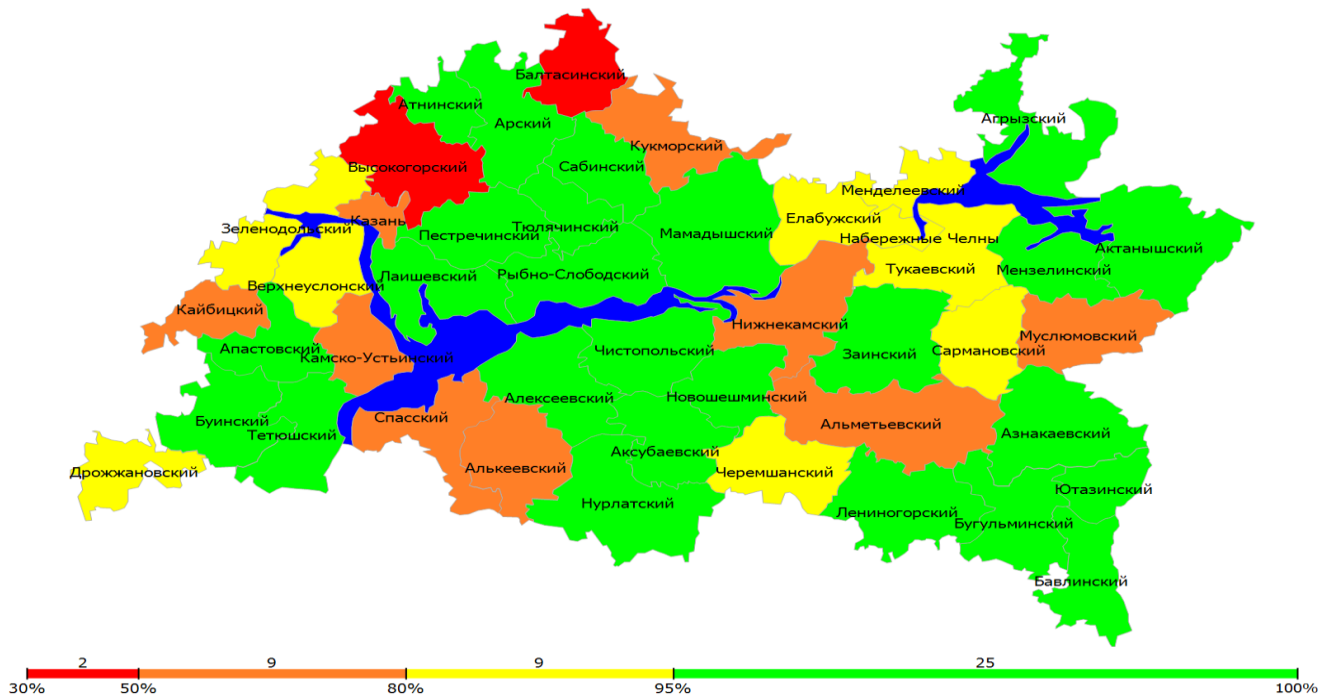 Балтасинский
Атнинский
Агрызский
Арский
Кукморский
Высокогорский
Сабинский
Менделеевский
Казань
Елабужский
Зеленодольский
Тюлячинский
Пестречинский
Мамадышский
Набережные Челны
Актанышский
Тукаевский
Мензелинский
Лаишевский
Рыбно-Слободский
Верхнеуслонский
Кайбицкий
Нижнекамский
Муслюмовский
Апастовский
Чистопольский
Сармановский
Заинский
Камско-Устьинский
Алексеевский
Новошешминский
Спасский
Буинский
Альметьевский
Тетюшский
Азнакаевский
Аксубаевский
Алькеевский
Дрожжановский
Черемшанский
Ютазинский
Нурлатский
Лениногорский
Бугульминский
Бавлинский
2 9 9 25
30% 50% 80% 95% 100%